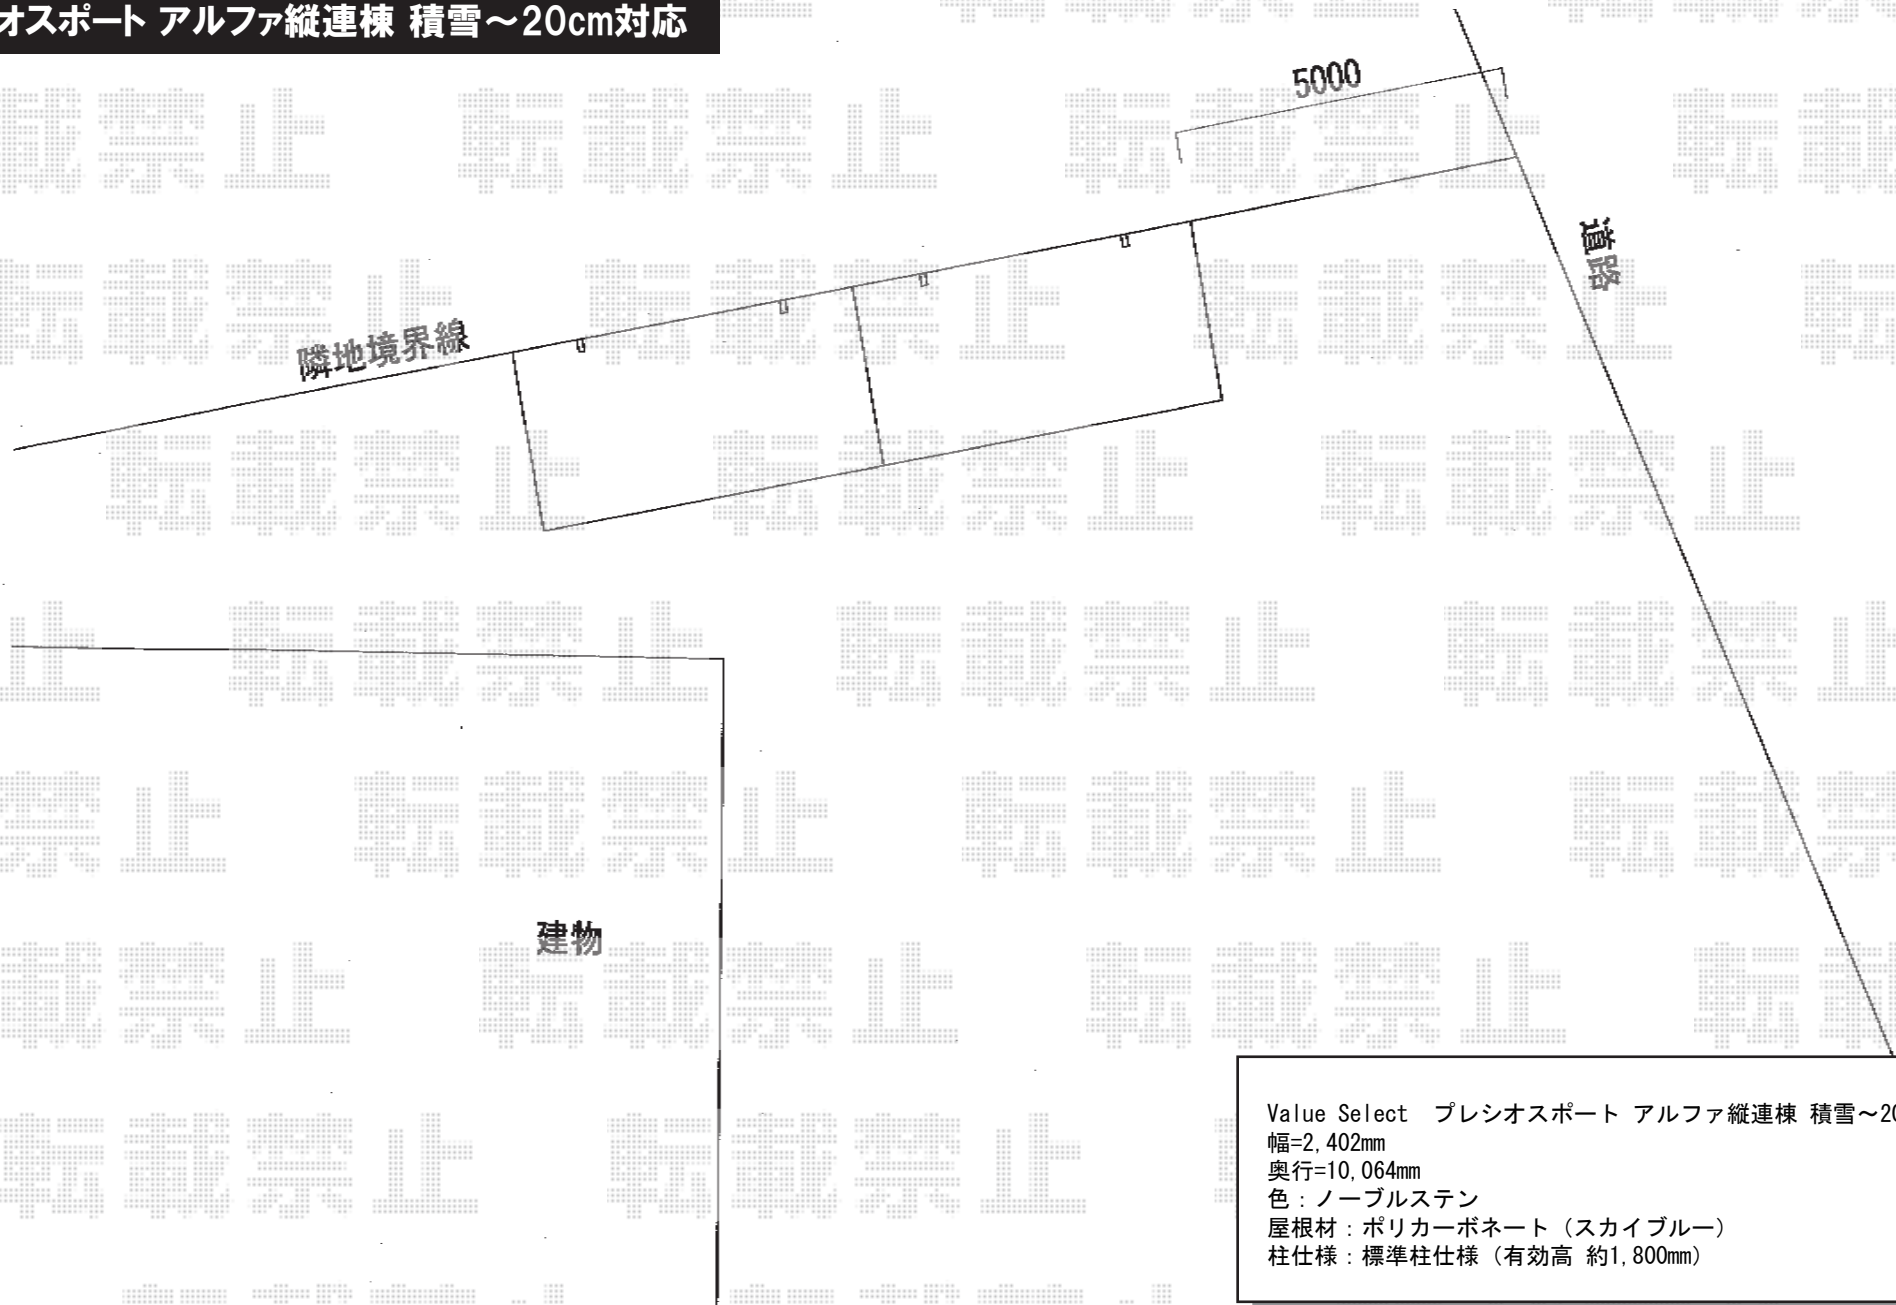 オスポート アルファ縦連棟 積雪～20cm対応
5000
道路
隣地境界線
建物
Value Select　プレシオスポート アルファ縦連棟 積雪～20
幅=2,402mm
奥行=10,064mm
色：ノーブルステン
屋根材：ポリカーボネート（スカイブルー）
柱仕様：標準柱仕様（有効高 約1,800mm）
転載禁止